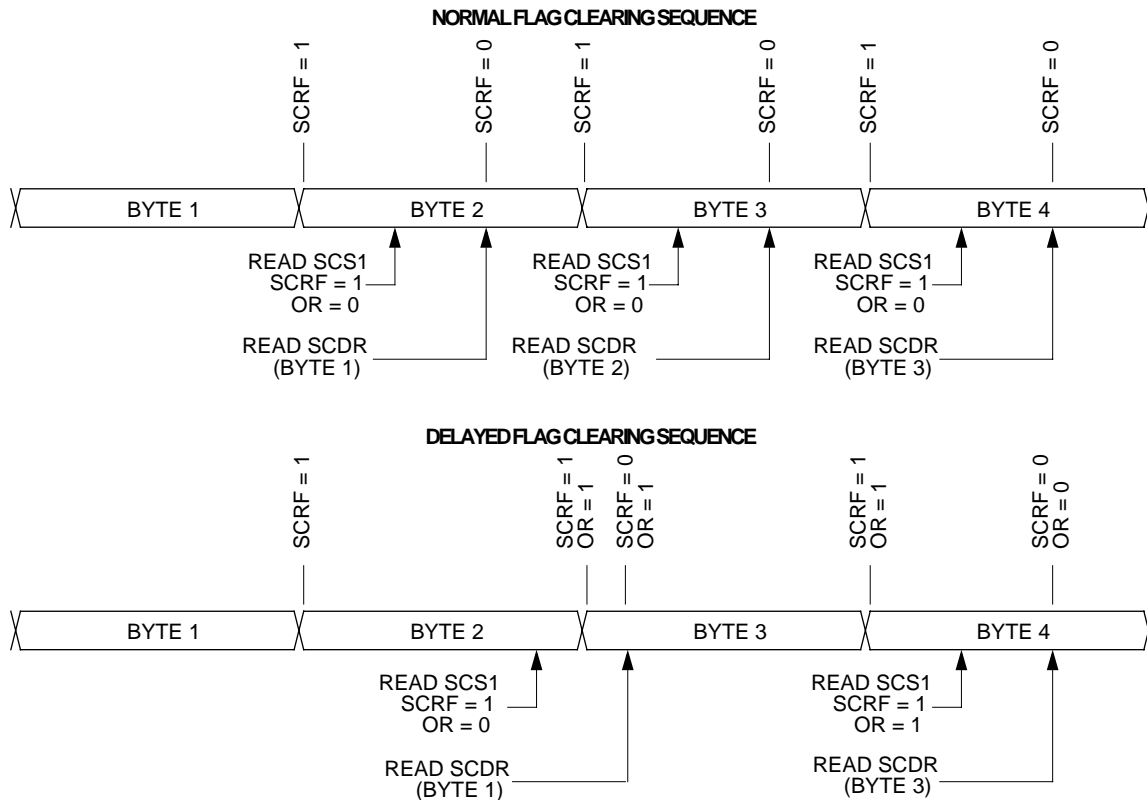 NORMAL FLAG CLEARING SEQUENCE
SCRF = 1
SCRF = 0
SCRF = 1
SCRF = 0
SCRF = 1
SCRF = 0
BYTE 1
BYTE 2
BYTE 3
BYTE 4
READ SCS1
SCRF = 1
OR = 0
READ SCS1
SCRF = 1
OR = 0
READ SCS1
SCRF = 1
OR = 0
READ SCDR
(BYTE 1)
READ SCDR
(BYTE 2)
READ SCDR
(BYTE 3)
DELAYED FLAG CLEARING SEQUENCE
SCRF = 1
SCRF = 1
OR = 1
SCRF = 0
OR = 1
SCRF = 1
OR = 1
SCRF = 0
OR = 0
BYTE 1
BYTE 2
BYTE 3
BYTE 4
READ SCS1
SCRF = 1
OR = 0
READ SCS1
SCRF = 1
OR = 1
READ SCDR
(BYTE 1)
READ SCDR
(BYTE 3)